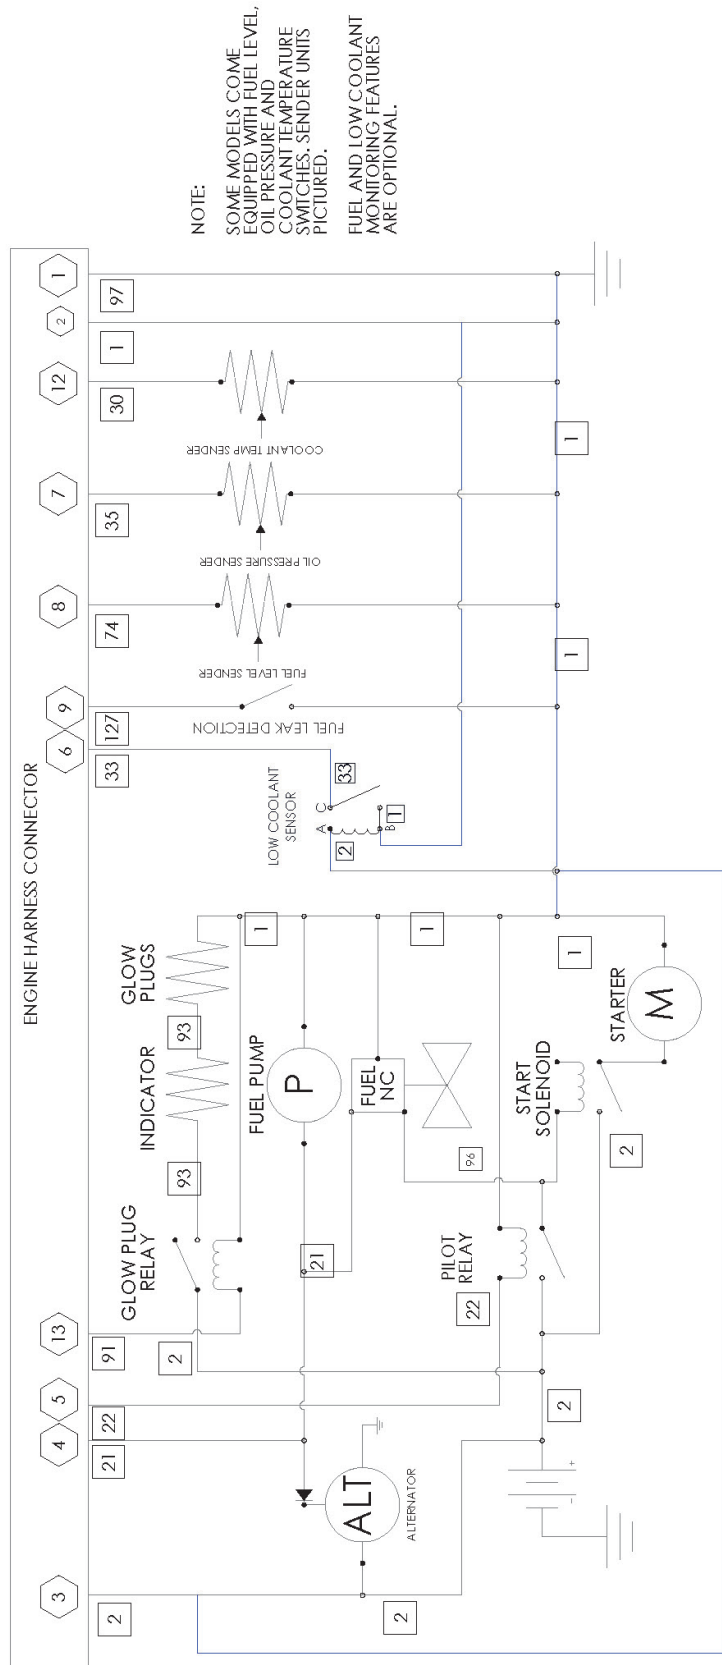 ENGINE HARNESS CONNECTOR
3
4
5
13
6
9
8
7
12
2
1
2
21
22
91
33
127
74
35
30
1
97
NOTE:
SOME MODELS COME
EQUIPPED WITH FUEL LEVEL,
OIL PRESSURE AND
COOLANT TEMPERATURE
SWITCHES. SENDER UNITS
PICTURED.
FUEL AND LOW COOLANT
MONITORING FEATURES
ARE OPTIONAL.
GLOW PLUG
RELAY
2
93
INDICATOR
93
GLOW
PLUGS
1
FUEL PUMP
P
21
FUEL
NC
1
ALT
ALTERNATOR
2
PILOT
RELAY
22
96
START
SOLENOID
2
STARTER
M
1
2
- +
LOW COOLANT
SENSOR
A C
B
2
33
1
FUEL LEAK DETECTION
FUEL LEVEL SENDER
OIL PRESSURE SENDER
COOLANT TEMP SENDER
1
1